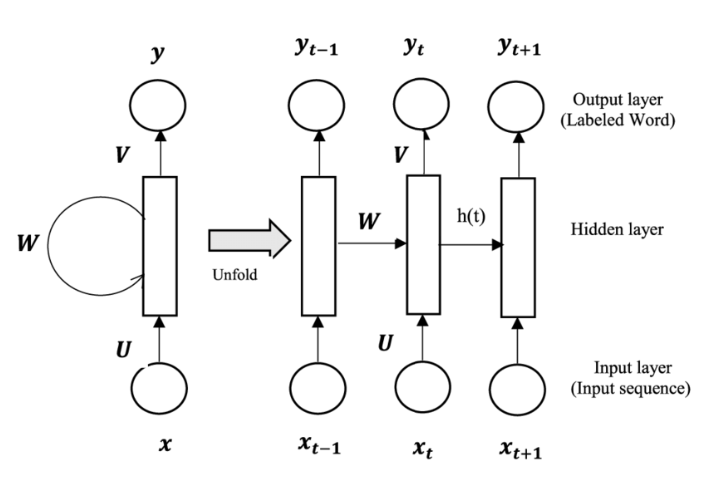 y
y_{t-1}
y_t
y_{t+1}
Output layer
(Labeled Word)
V
V
W
W
h(t)
Hidden layer
Unfold
U
U
Input layer
(Input sequence)
x
x_{t-1}
x_t
x_{t+1}